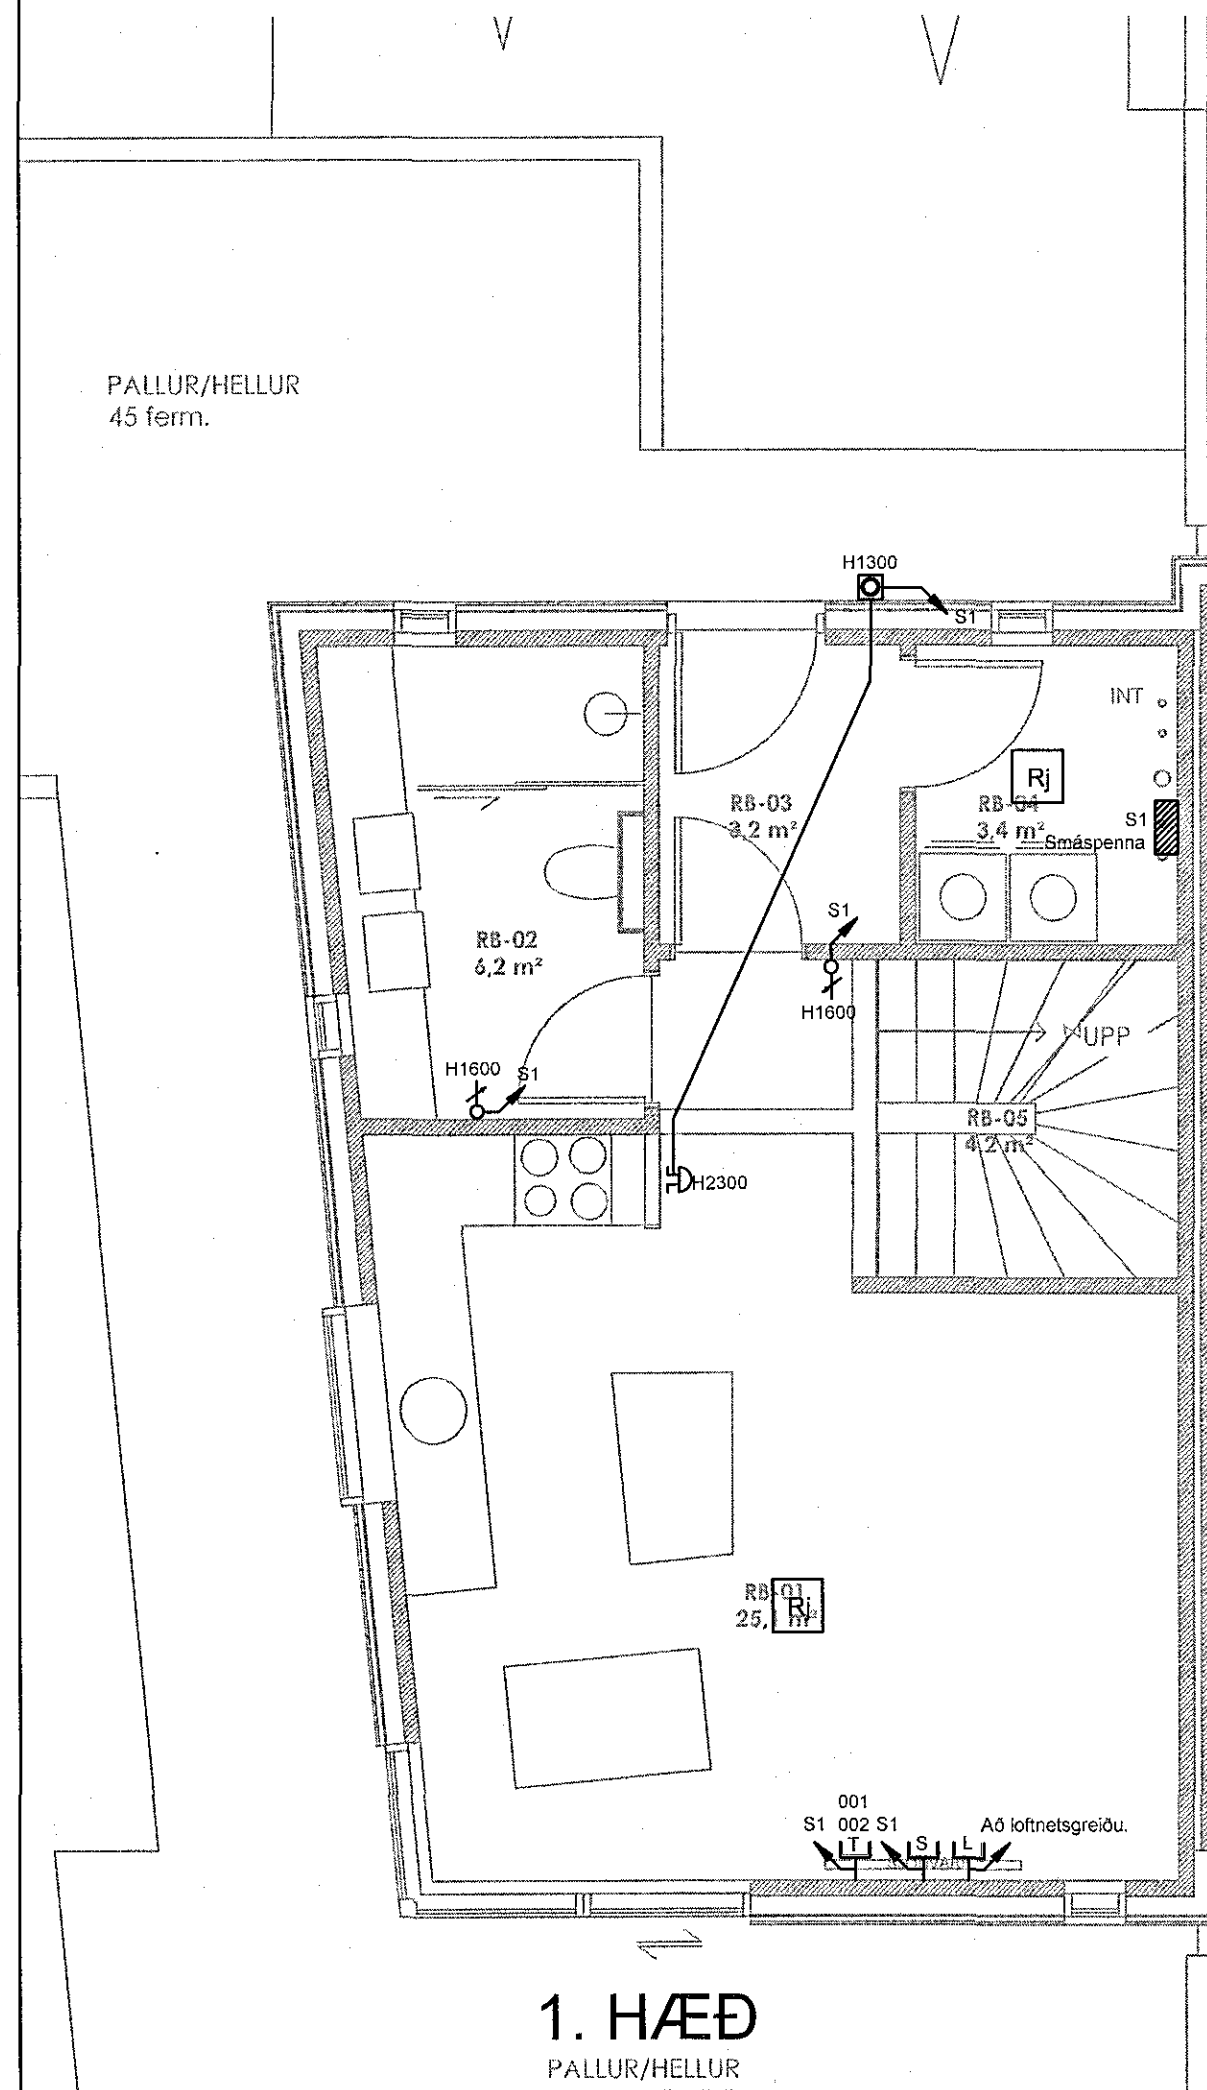 PALLUR/HELLUR
45 ferm.
H1300
S1
INT
Rj
RB-03
3,2 m²
RB-04
3,4 m²
S1
Smáspenna
S1
RB-02
6,2 m²
H1600
UPP
H1600
S1
RB-05
4,2 m²
H2300
RB-01
Rj
25, m²
001
S1 002 S1
Að loftnetsgreiðu.
T S L
1. HÆÐ
PALLUR/HELLUR